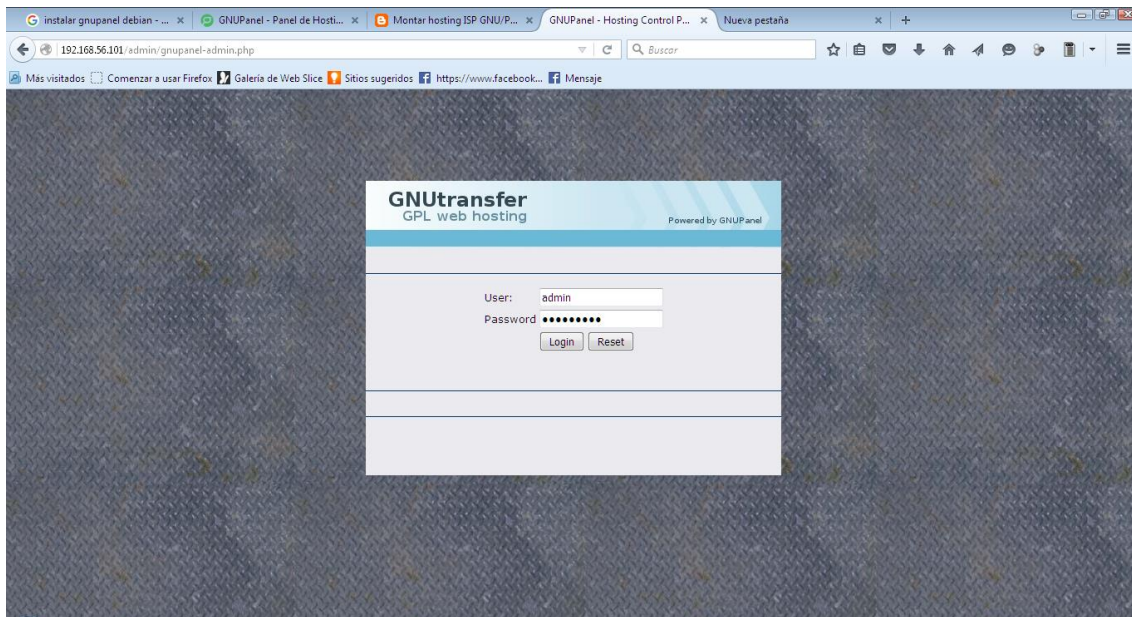 instalar gnupanel debian - ...
GNUPanel - Panel de Hosti...
Montar hosting ISP GNU/P...
GNUPanel - Hosting Control P...
Nueva pestaña
192.168.56.101/admin/gnupanel-admin.php
Buscar
Más visitados
Comenzar a usar Firefox
Galería de Web Slice
Sitios sugeridos
https://www.facebook...
Mensaje
GNUtransfer
GPL web hosting
Powered by GNUPanel
User: admin
Password •••••••••
Login Reset